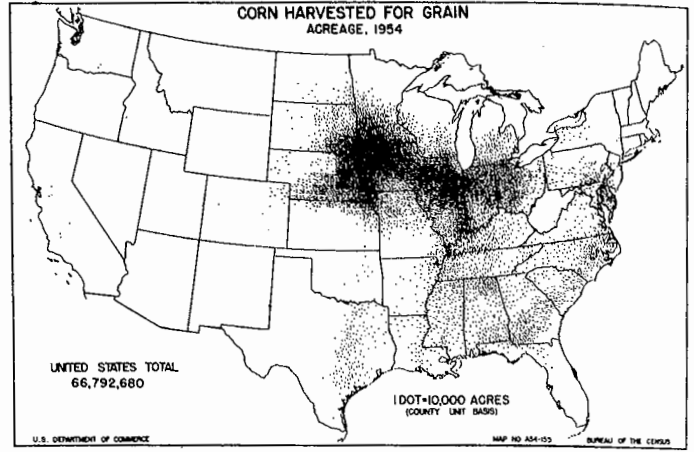 CORN HARVESTED FOR GRAIN
ACREAGE, 1954
UNITED STATES TOTAL
66,792,680
1 DOT=10,000 ACRES
(COUNTY UNIT BASIS)
U.S. DEPARTMENT OF COMMERCE
MAP NO A54-155
BUREAU OF THE CENSUS